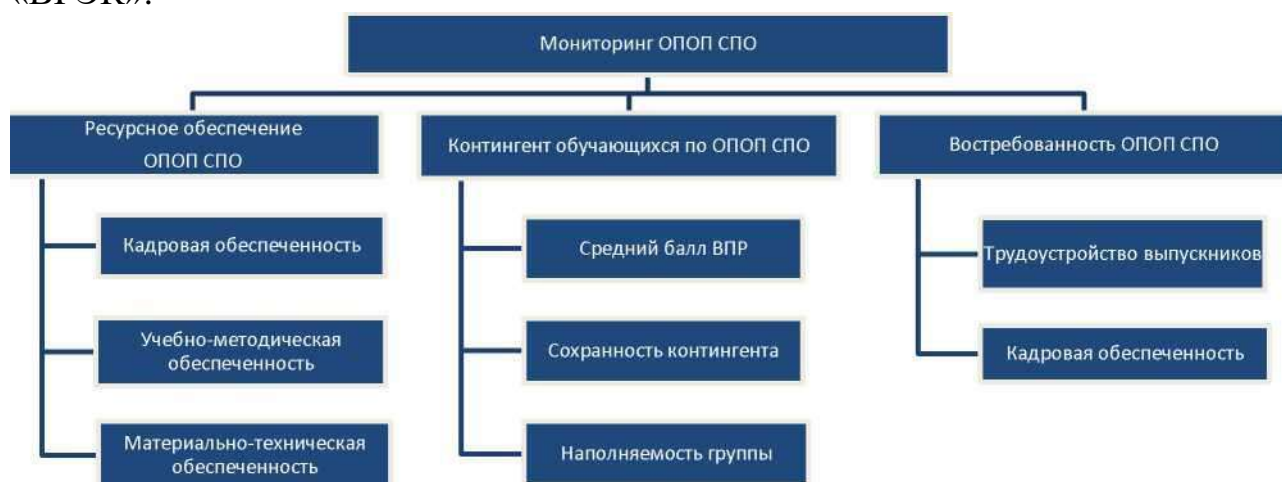 Мониторинг ОПОП СПО
Ресурсное обеспечение
ОПОП СПО
Контингент обучающихся по ОПОП СПО
Востребованность ОПОП СПО
Кадровая обеспеченность
Учебно-методическая
обеспеченность
Материально-техническая
обеспеченность
Средний балл ВПР
Сохранность контингента
Наполняемость группы
Трудоустройство выпускников
Кадровая обеспеченность